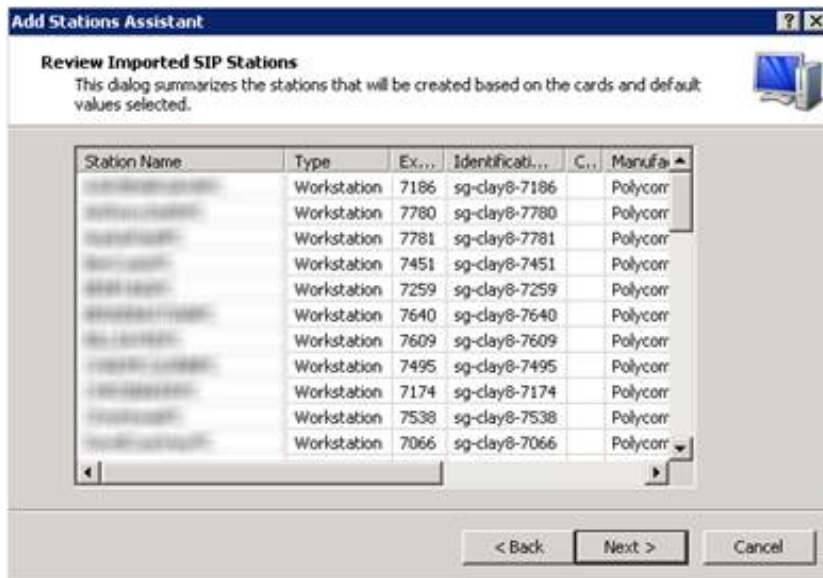 Add Stations Assistant
Review Imported SIP Stations
This dialog summarizes the stations that will be created based on the cards and default
values selected.
Station Name Type Ex... Identificati... C... Manufa
Workstation 7186 sg-clay8-7186 Polycom
Workstation 7780 sg-clay8-7780 Polycom
Workstation 7781 sg-clay8-7781 Polycom
Workstation 7451 sg-clay8-7451 Polycom
Workstation 7259 sg-clay8-7259 Polycom
Workstation 7640 sg-clay8-7640 Polycom
Workstation 7609 sg-clay8-7609 Polycom
Workstation 7495 sg-clay8-7495 Polycom
Workstation 7174 sg-clay8-7174 Polycom
Workstation 7538 sg-clay8-7538 Polycom
Workstation 7066 sg-clay8-7066 Polycom
< Back Next > Cancel